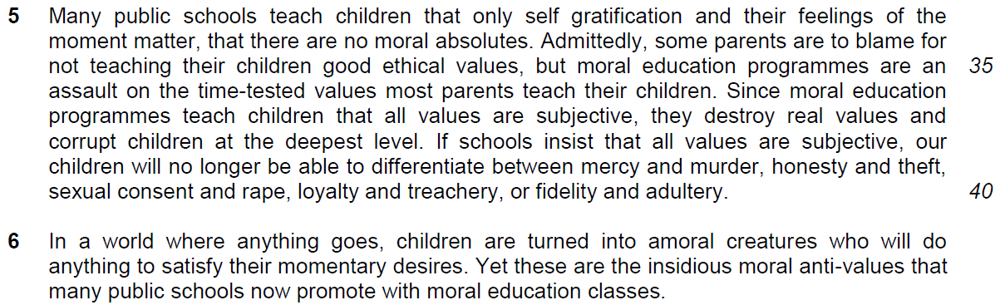 5 Many public schools teach children that only self gratification and their feelings of the
moment matter, that there are no moral absolutes. Admittedly, some parents are to blame for
not teaching their children good ethical values, but moral education programmes are an 35
assault on the time-tested values most parents teach their children. Since moral education
programmes teach children that all values are subjective, they destroy real values and
corrupt children at the deepest level. If schools insist that all values are subjective, our
children will no longer be able to differentiate between mercy and murder, honesty and theft,
sexual consent and rape, loyalty and treachery, or fidelity and adultery. 40
6 In a world where anything goes, children are turned into amoral creatures who will do
anything to satisfy their momentary desires. Yet these are the insidious moral anti-values that
many public schools now promote with moral education classes.